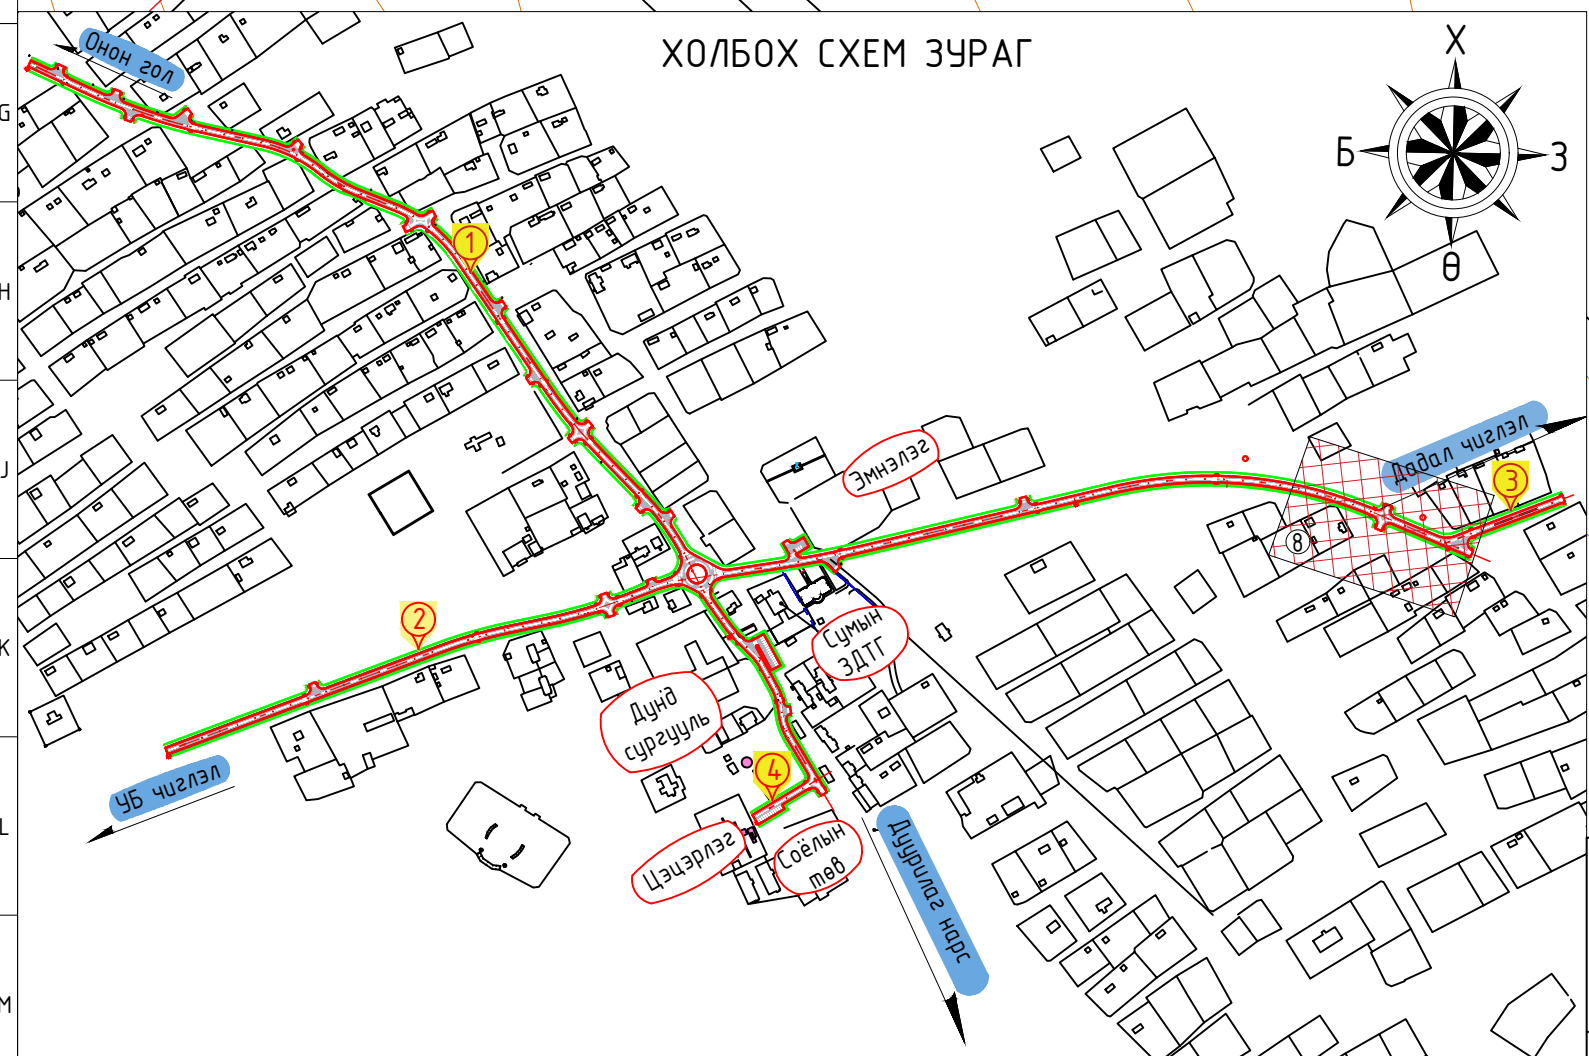 ХОЛБОХ СХЕМ ЗУРАГ
Онон гол
Х
Б
З
Ө
G
H
J
K
L
M
1
2
3
4
8
Эмнэлэг
Дадал чиглэл
Сумын
ЗДТГ
Дунд
сургууль
УБ чиглэл
Цэцэрлэг
Соёлын
төв
Дуурлиг нарс